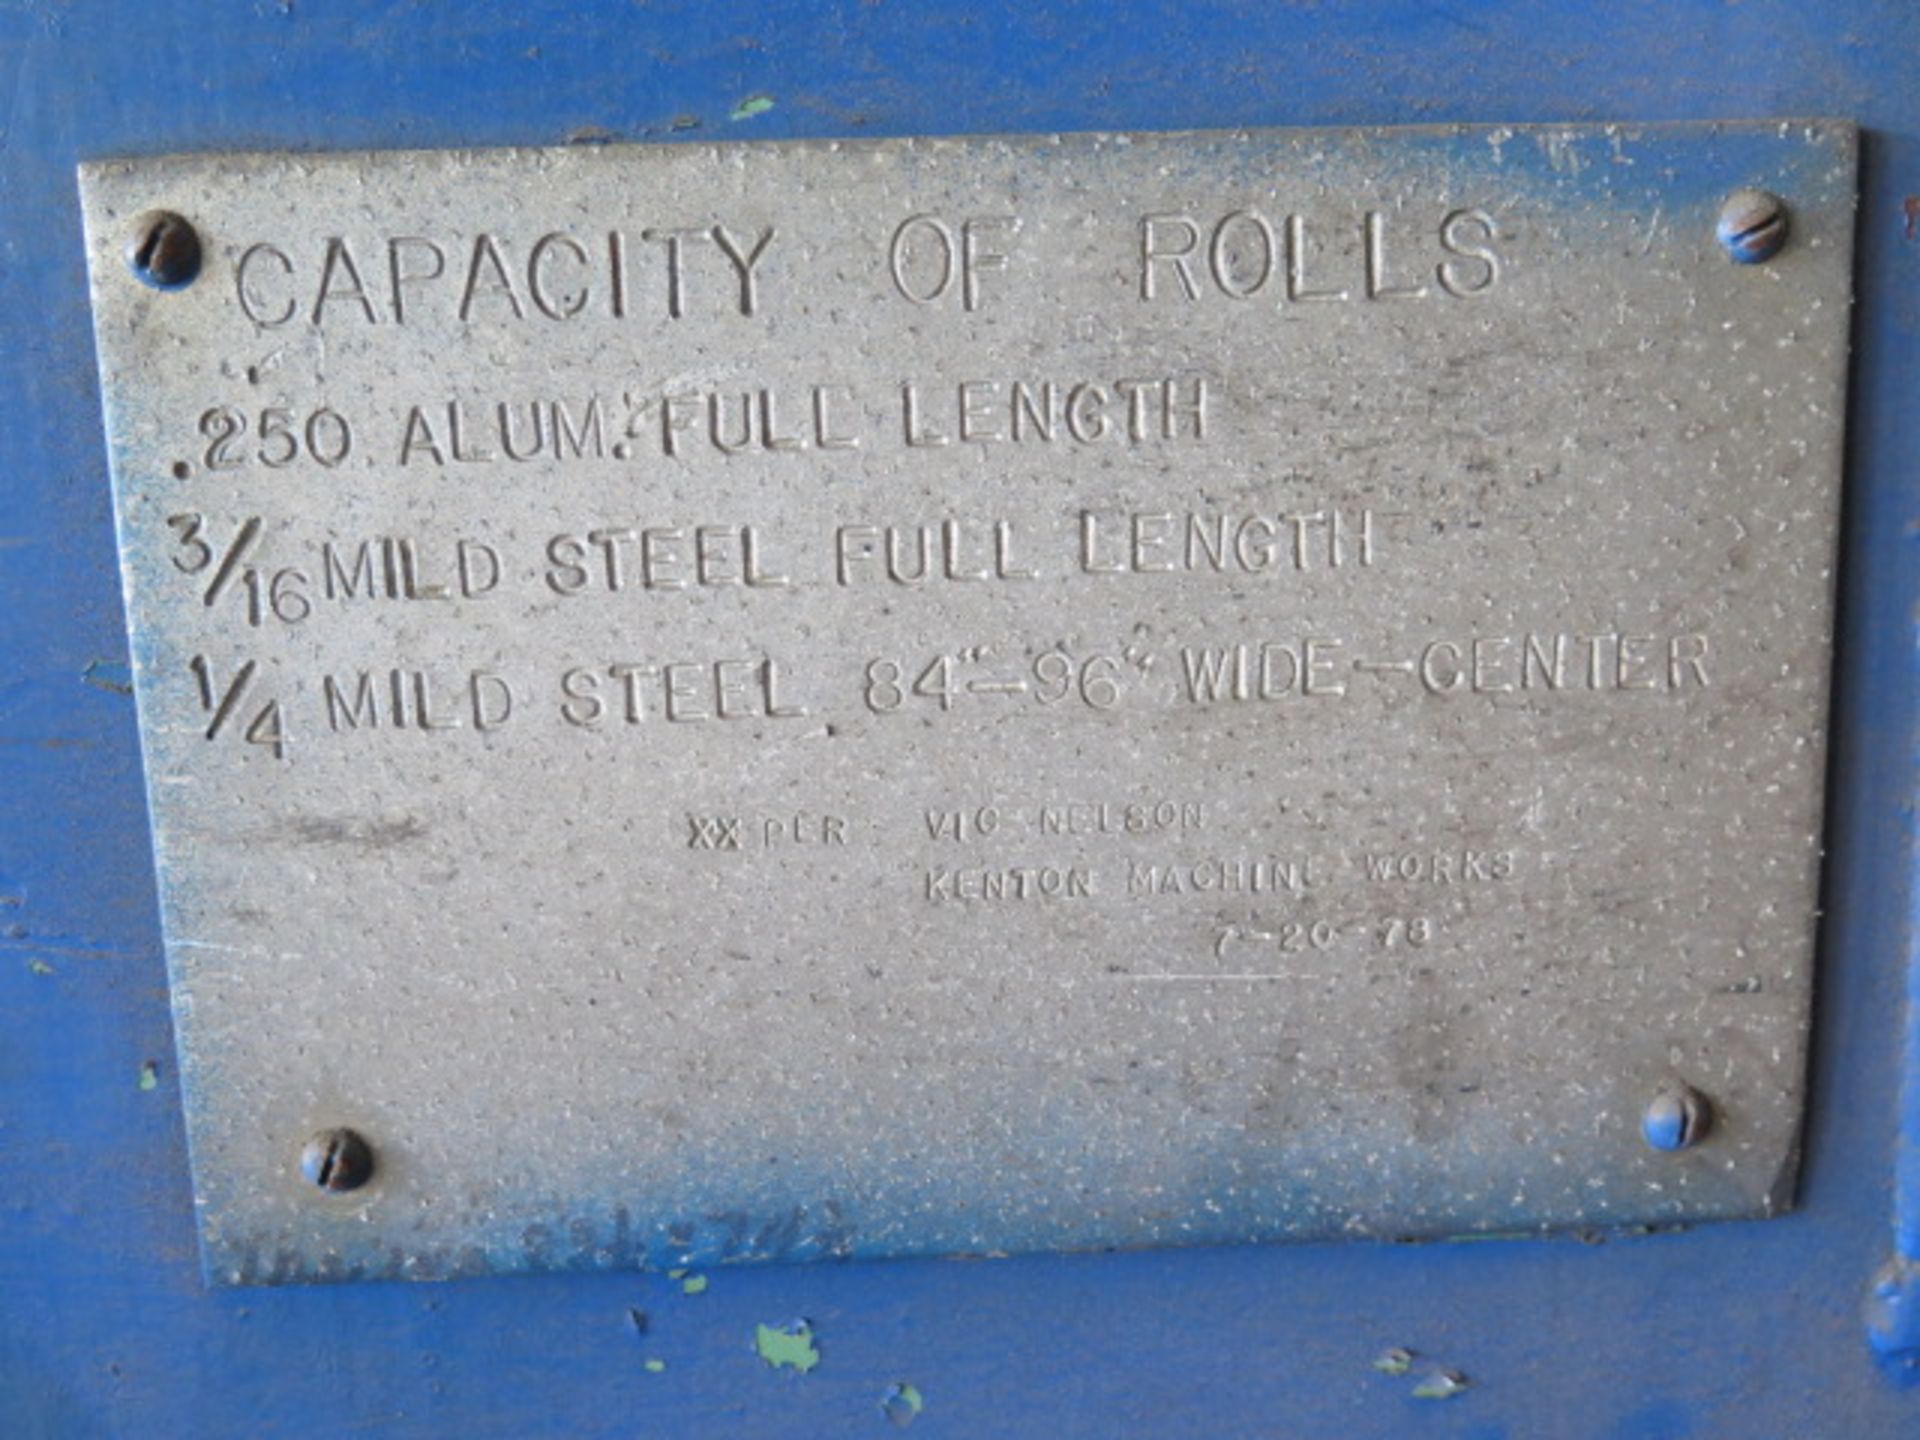 CAPACITY OF ROLLS
.250 ALUM. FULL LENGTH
3/16 MILD STEEL FULL LENGTH
1/4 MILD STEEL 84"-96" WIDE-CENTER
XX PER VIC NELSON
KENTON MACHINE WORKS
7-20-78